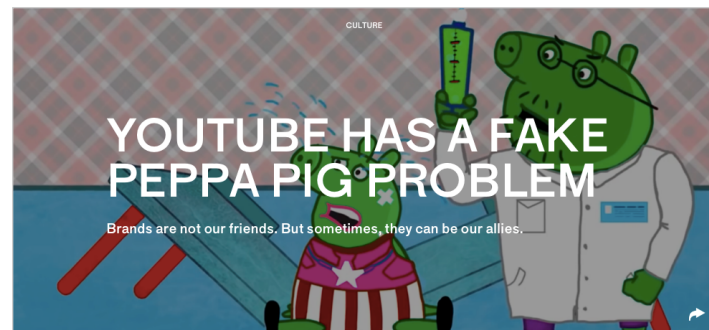 CULTURE
YOUTUBE HAS A FAKE
PEPPA PIG PROBLEM
Brands are not our friends. But sometimes, they can be our allies.